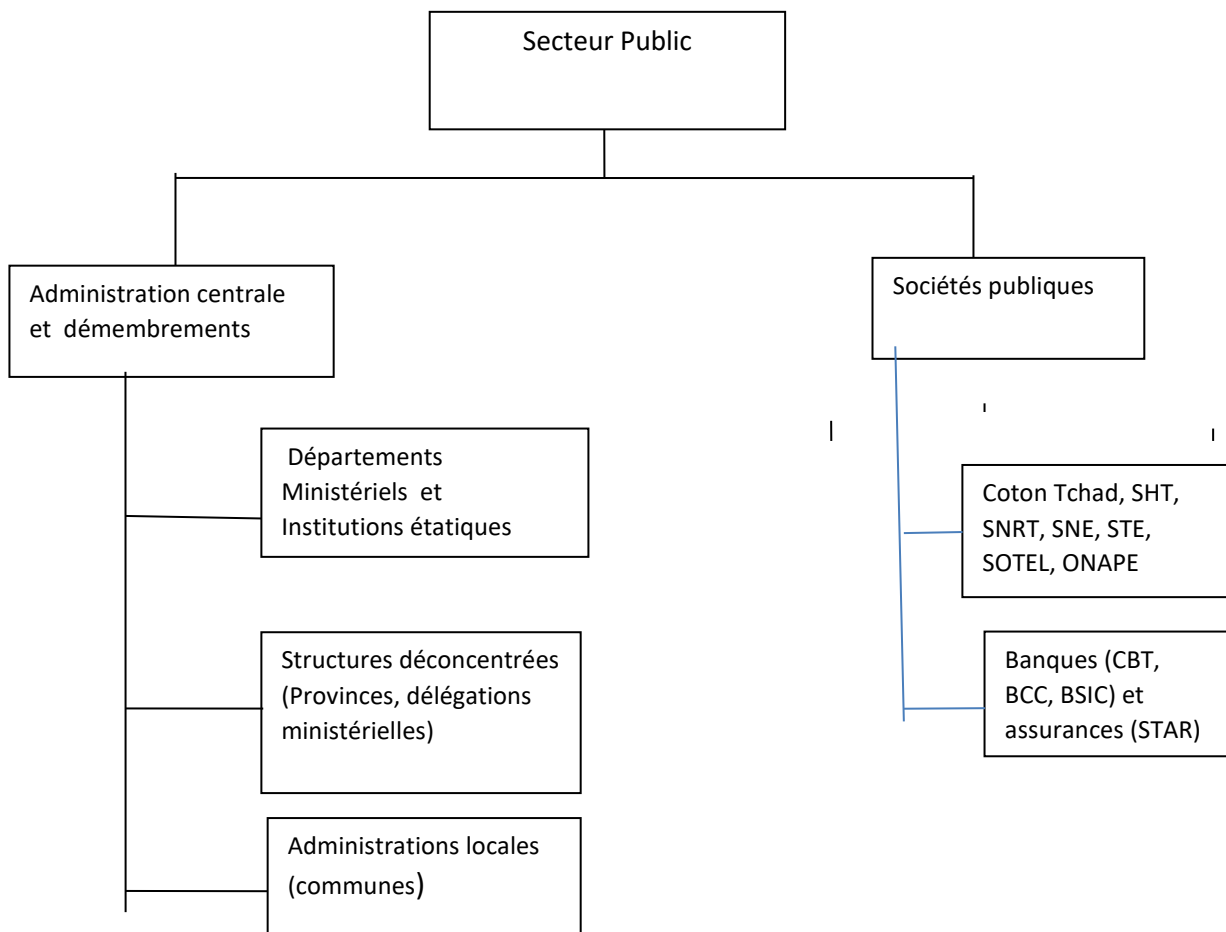 Secteur Public
Administration centrale
et démembrements
Sociétés publiques
Départements
Ministériels et
Institutions étatiques
Structures déconcentrées
(Provinces, délégations
ministérielles)
Administrations locales
(communes)
Coton Tchad, SHT,
SNRT, SNE, STE,
SOTEL, ONAPE
Banques (CBT,
BCC, BSIC) et
assurances (STAR)